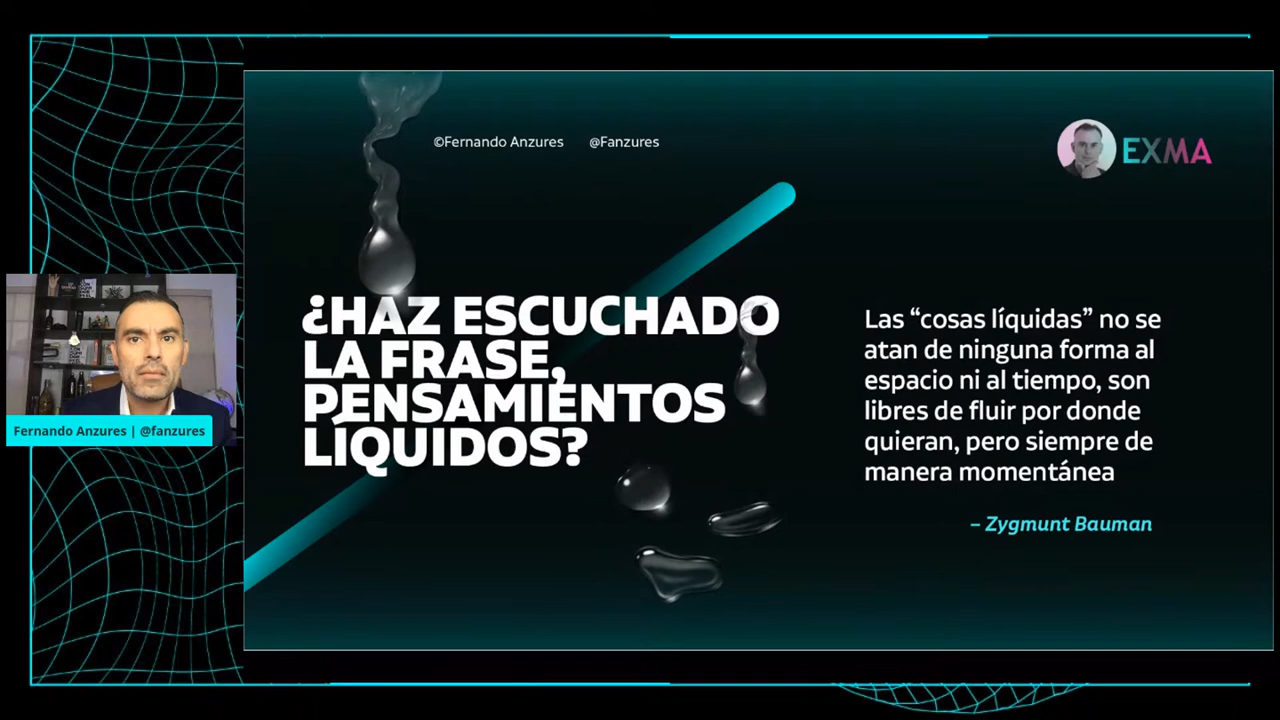 ©Fernando Anzures @Fanzures
EXMA
¿HAZ ESCUCHADO
LA FRASE,
PENSAMIENTOS
LÍQUIDOS?
Las “cosas líquidas” no se
atan de ninguna forma al
espacio ni al tiempo, son
libres de fluir por donde
quieran, pero siempre de
manera momentánea
– Zygmunt Bauman
Fernando Anzures | @fanzures